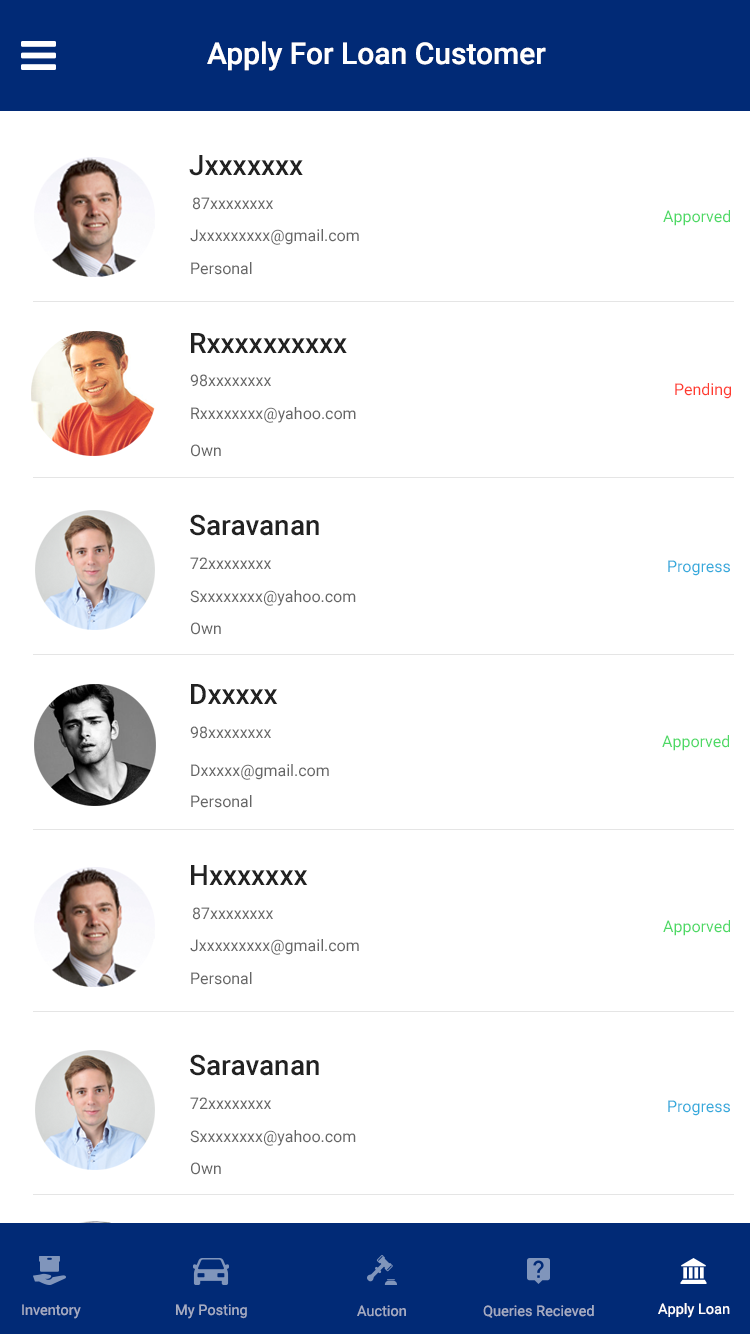 Apply For Loan Customer
Jxxxxxxx
87xxxxxxxx
Jxxxxxxxxx@gmail.com
Apporved
Personal
Rxxxxxxxxxx
98xxxxxxxx
Rxxxxxxxx@yahoo.com
Pending
Own
Saravanan
72xxxxxxxx
Sxxxxxxxx@yahoo.com
Progress
Own
Dxxxxx
98xxxxxxxx
Dxxxxx@gmail.com
Apporved
Personal
Hxxxxxxx
87xxxxxxxx
Jxxxxxxxxx@gmail.com
Apporved
Personal
Saravanan
72xxxxxxxx
Sxxxxxxxx@yahoo.com
Progress
Own
Inventory
My Posting
Auction
Queries Recieved
Apply Loan